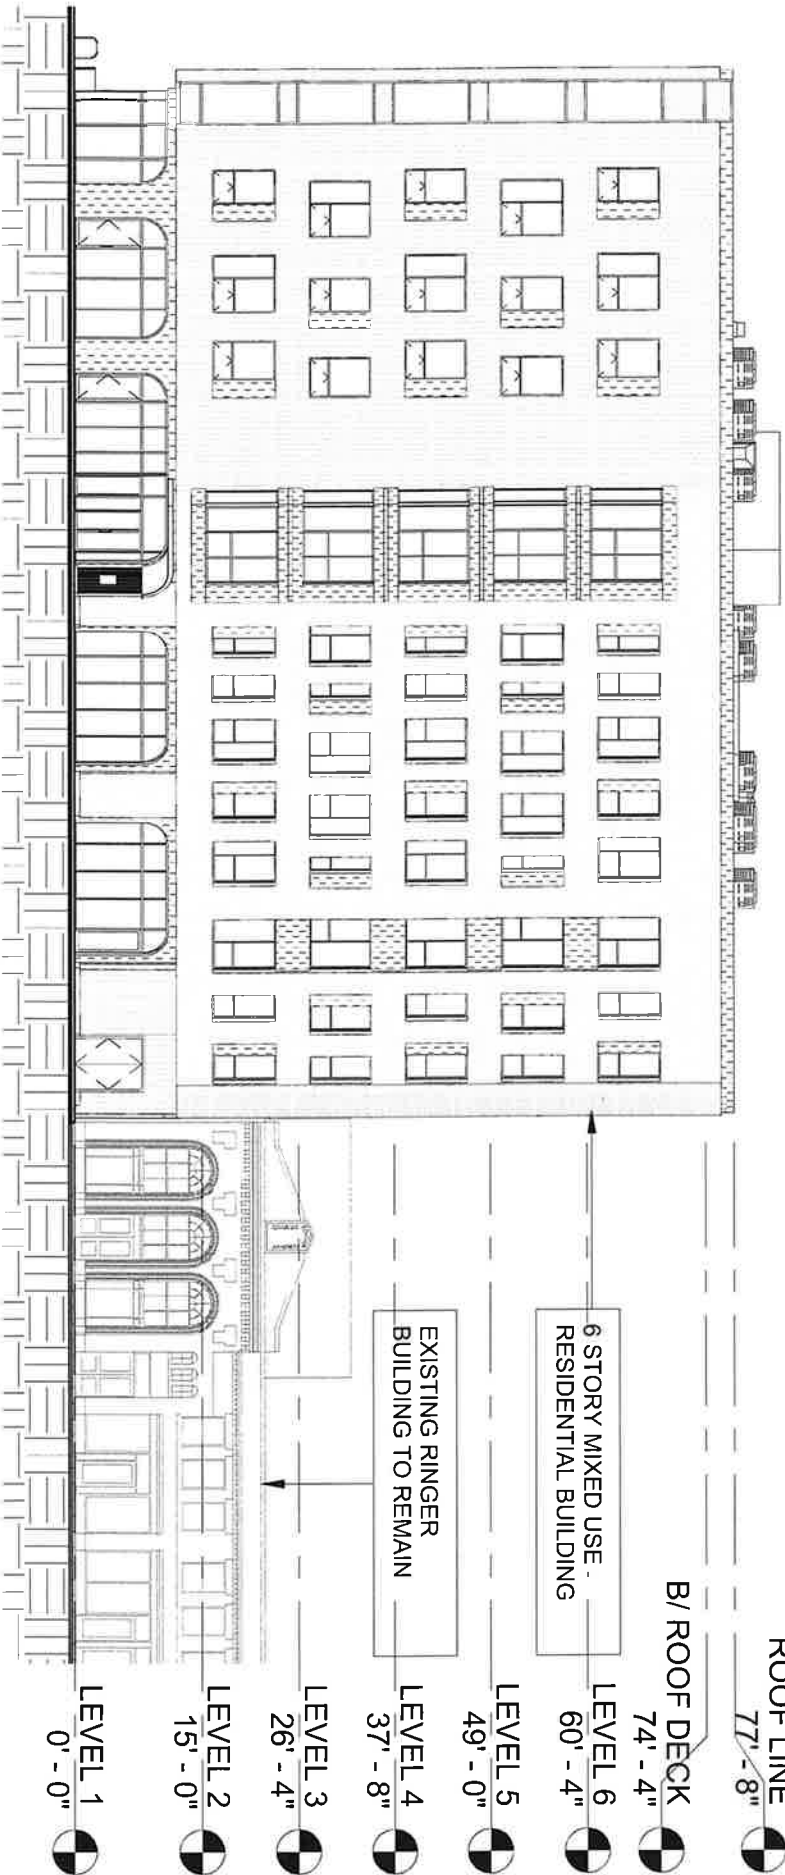 ROOF LINE
77' - 8"
B/ ROOF DECK
74' - 4"
LEVEL 6
60' - 4"
LEVEL 5
49' - 0"
LEVEL 4
37' - 8"
LEVEL 3
26' - 4"
LEVEL 2
15' - 0"
LEVEL 1
0' - 0"
6 STORY MIXED USE -
RESIDENTIAL BUILDING
EXISTING RINGER
BUILDING TO REMAIN